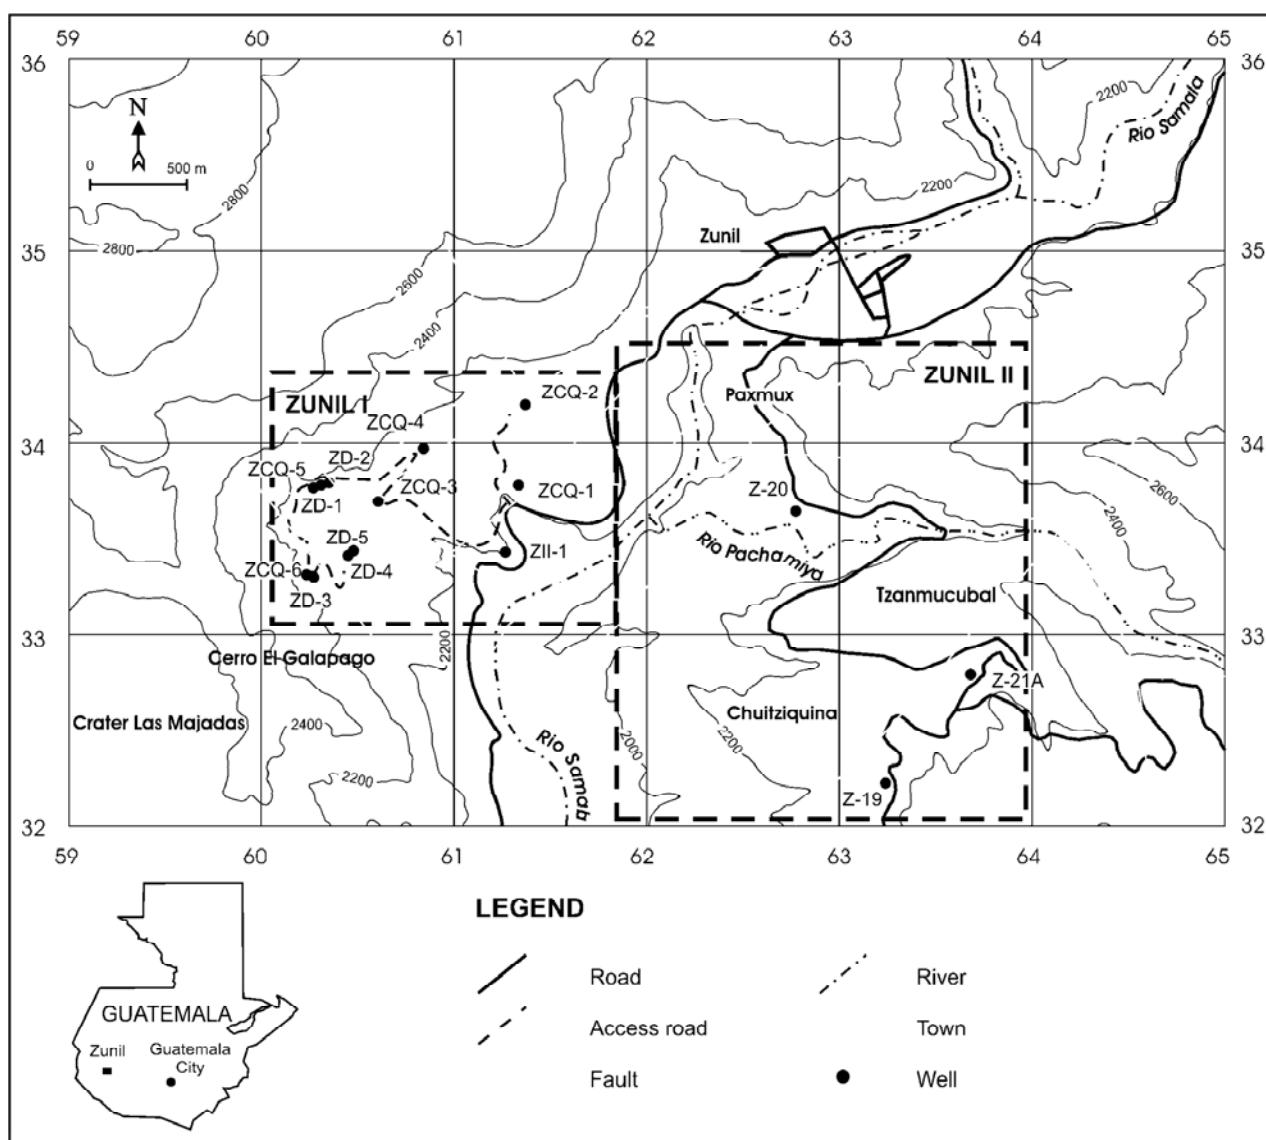 59 60 61 62 63 64 65
36 36
N
0 500 m
2800
2800
2600
2400
2200
2200
Rio Samala
Zunil
35 35
ZUNIL I
ZCQ-2
ZCQ-4
ZUNIL II
Paxmux
34 34
ZCQ-5
ZD-2
ZCQ-3
ZCQ-1
ZD-1
Z-20
2600
2400
ZD-5
ZII-1
Rio Pachamiya
ZCQ-6
ZD-4
ZD-3
Tzanmucubal
33 33
2200
Cerro El Galapago
Z-21A
Crater Las Majadas
2400
Chuitziquina
2200
Rio Samab
2000
2200
Z-19
32 32
59 60 61 62 63 64 65
GUATEMALA
Zunil
Guatemala
City
LEGEND
Road
River
Access road
Town
Fault
Well